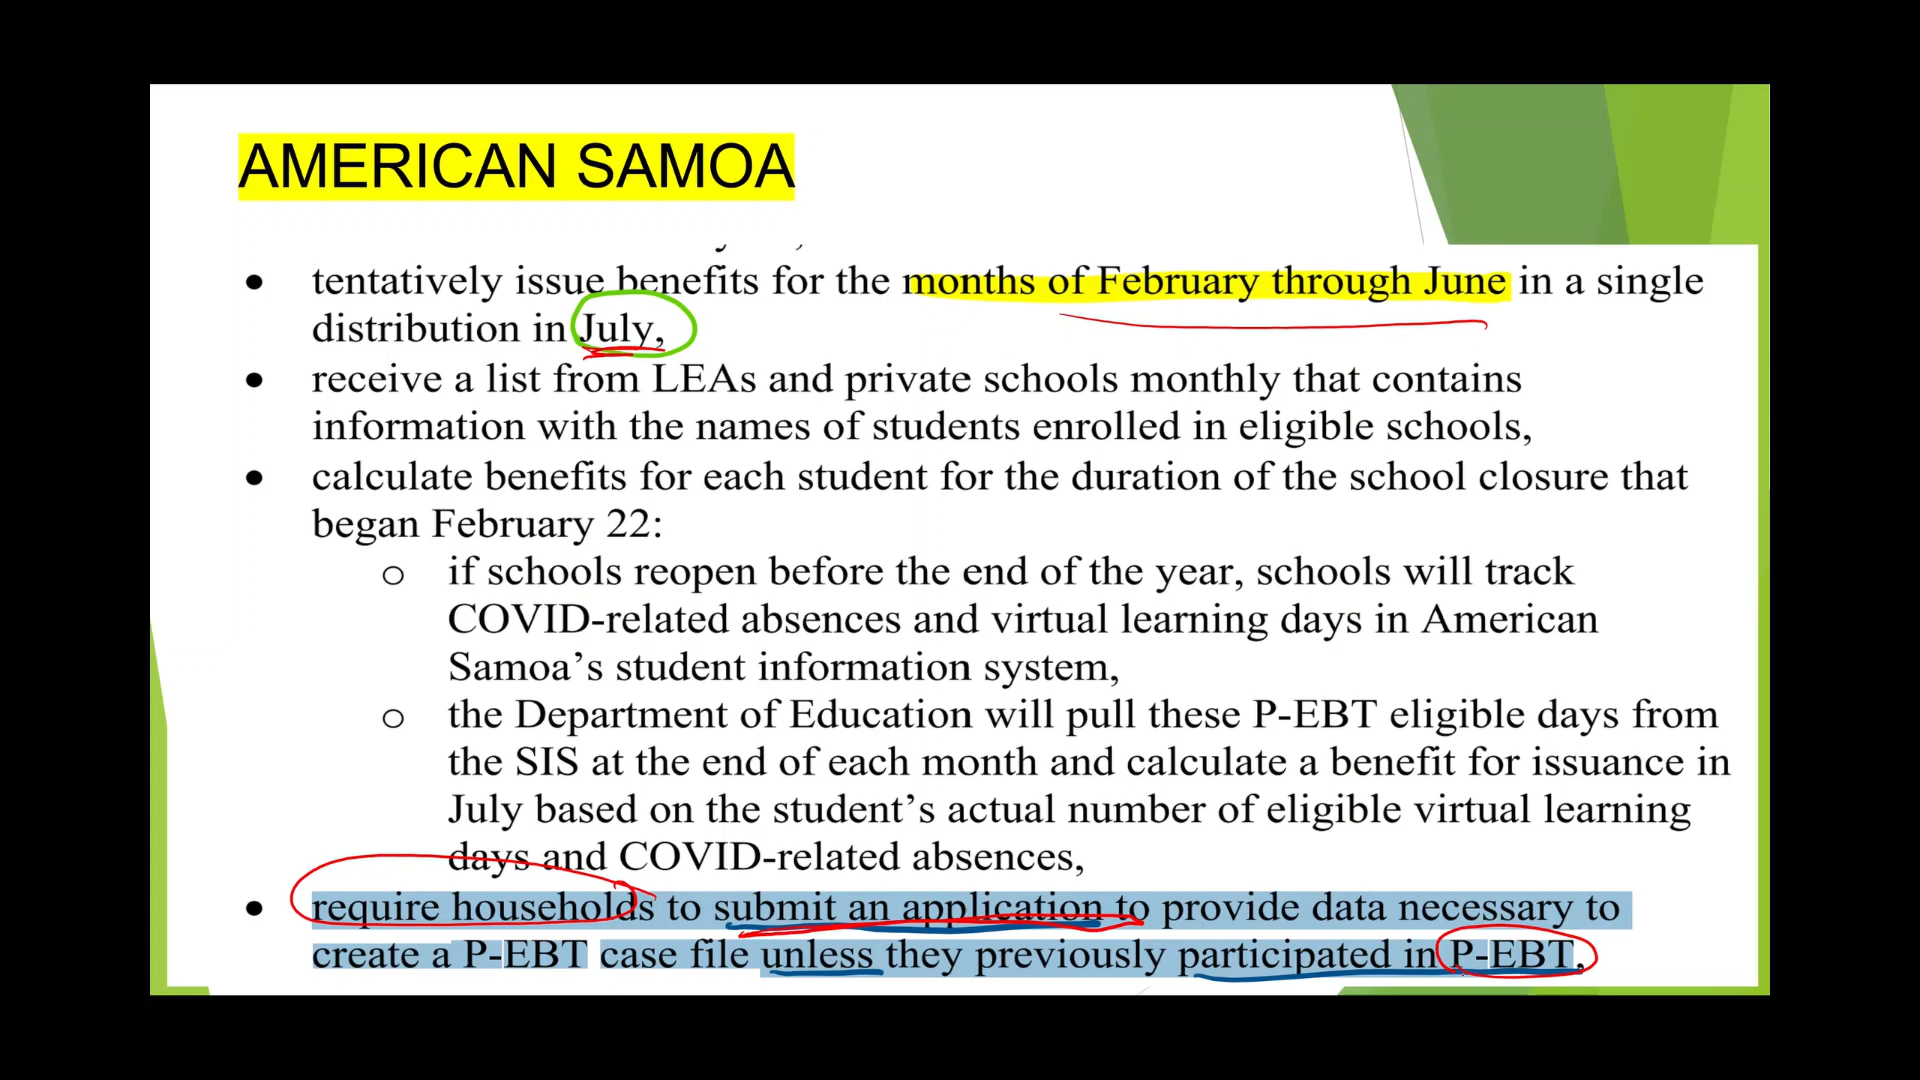 AMERICAN SAMOA
• tentatively issue benefits for the months of February through June in a single
distribution in July,
• receive a list from LEAs and private schools monthly that contains
information with the names of students enrolled in eligible schools,
• calculate benefits for each student for the duration of the school closure that
began February 22:
o if schools reopen before the end of the year, schools will track
COVID-related absences and virtual learning days in American
Samoa’s student information system,
o the Department of Education will pull these P-EBT eligible days from
the SIS at the end of each month and calculate a benefit for issuance in
July based on the student’s actual number of eligible virtual learning
days and COVID-related absences,
• require households to submit an application to provide data necessary to
create a P-EBT case file unless they previously participated in P-EBT,